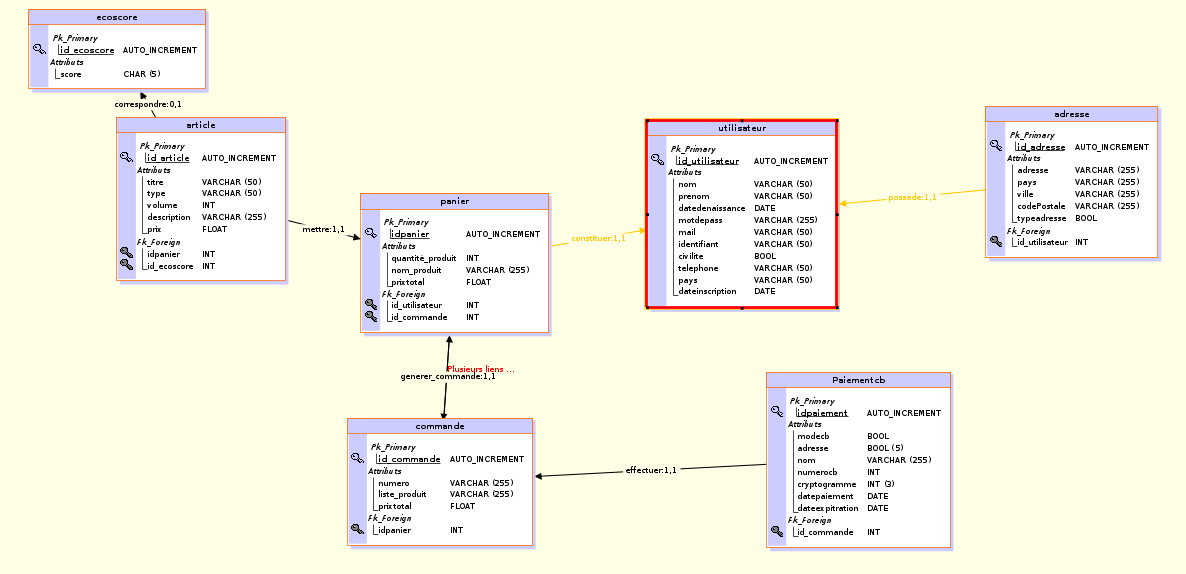 ecoscore
Pk_Primary
id_ecoscore AUTO_INCREMENT
Attributs
score CHAR (5)
correspondre:0,1
article
Pk_Primary
id_article AUTO_INCREMENT
Attributs
titre VARCHAR (50)
type VARCHAR (50)
volume INT
description VARCHAR (255)
prix FLOAT
Fk_Foreign
idpanier INT
id_ecoscore INT
mettre:1,1
panier
Pk_Primary
idpanier AUTO_INCREMENT
Attributs
quantité_produit INT
nom_produit VARCHAR (255)
prixtotal FLOAT
Fk_Foreign
id_utilisateur INT
id_commande INT
constituer:1,1
utilisateur
Pk_Primary
id_utilisateur AUTO_INCREMENT
Attributs
nom VARCHAR (50)
prenom VARCHAR (50)
datedenaissance DATE
motdepass VARCHAR (255)
mail VARCHAR (50)
identifiant VARCHAR (50)
civilite BOOL
telephone VARCHAR (50)
pays VARCHAR (50)
dateinscription DATE
possede:1,1
adresse
Pk_Primary
id_adresse AUTO_INCREMENT
Attributs
adresse VARCHAR (255)
pays VARCHAR (255)
ville VARCHAR (255)
codePostale VARCHAR (255)
typeadresse BOOL
Fk_Foreign
id_utilisateur INT
Plusieurs liens ...
generer_commande:1,1
commande
Pk_Primary
id_commande AUTO_INCREMENT
Attributs
numero VARCHAR (255)
liste_produit VARCHAR (255)
prixtotal FLOAT
Fk_Foreign
idpanier INT
effectuer:1,1
Paiementcb
Pk_Primary
idpaiement AUTO_INCREMENT
Attributs
modecb BOOL
adresse BOOL (5)
nom VARCHAR (255)
numerocb INT
cryptogramme INT (3)
datepaiement DATE
dateexpitration DATE
Fk_Foreign
id_commande INT